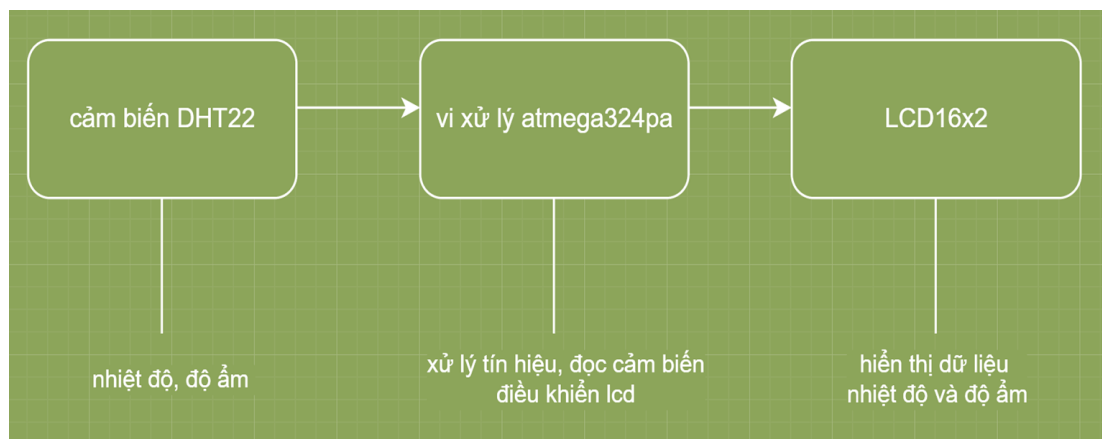 cảm biến DHT22
vi xử lý atmega324pa
LCD16x2
nhiệt độ, độ ẩm
xử lý tín hiệu, đọc cảm biến
điều khiển lcd
hiển thị dữ liệu
nhiệt độ và độ ẩm